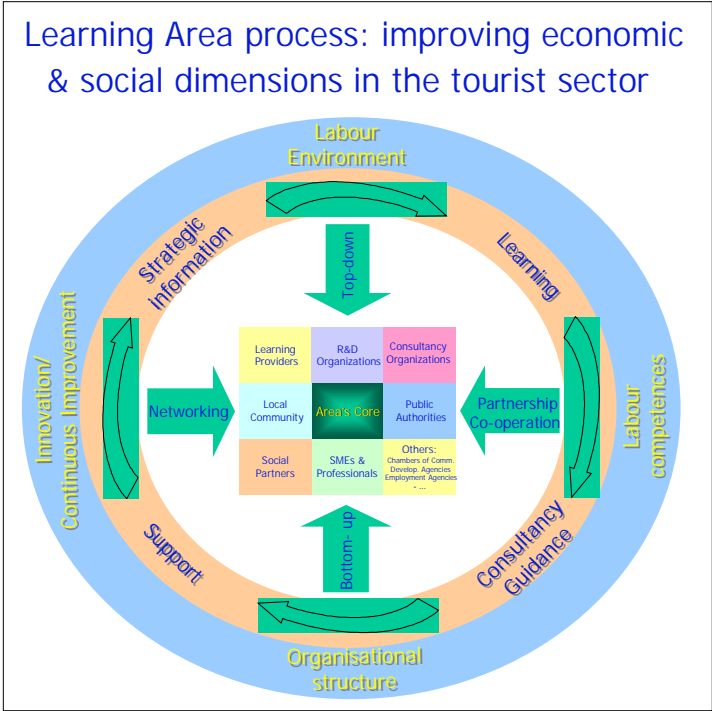 Learning Area process: improving economic
& social dimensions in the tourist sector
Labour
Environment
Strategic
information
Learning
Top-down
Innovation/
Continuous Improvement
Networking
Learning
Providers
R&D
Organizations
Consultancy
Organizations
Local
Community
Area's Core
Public
Authorities
Social
Partners
SMEs &
Professionals
Others:
Chambers of Comm.
Develop. Agencies
Employment Agencies
- ...
Partnership
Co-operation
Labour
competences
Support
Bottom- up
Consultancy
Guidance
Organisational
structure